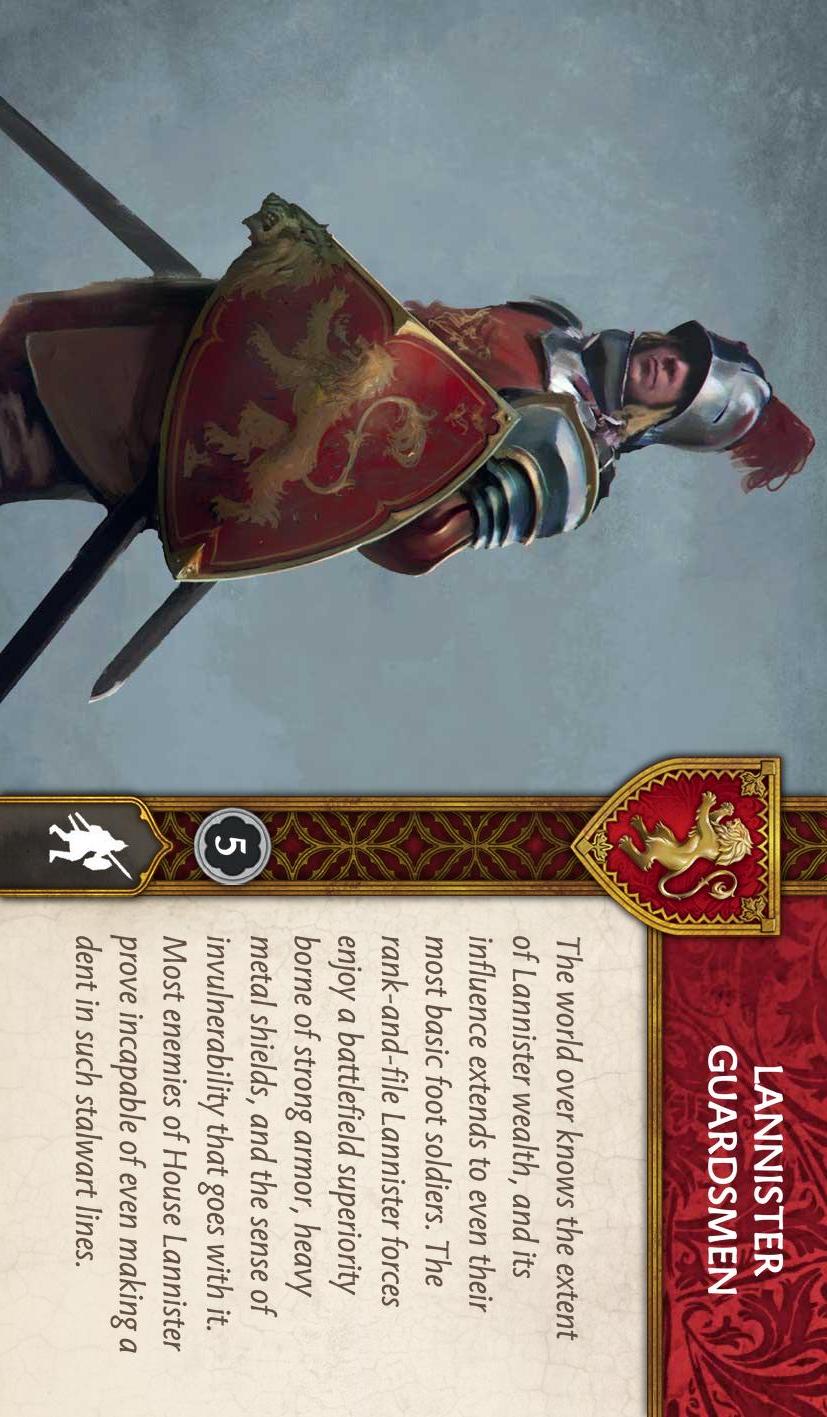 LANNISTER
GUARDSMEN
The world over knows the extent
of Lannister wealth, and its
influence extends to even their
most basic foot soldiers. The
rank-and-file Lannister forces
enjoy a battlefield superiority
borne of strong armor, heavy
metal shields, and the sense of
invulnerability that goes with it.
Most enemies of House Lannister
prove incapable of even making a
dent in such stalwart lines.
5